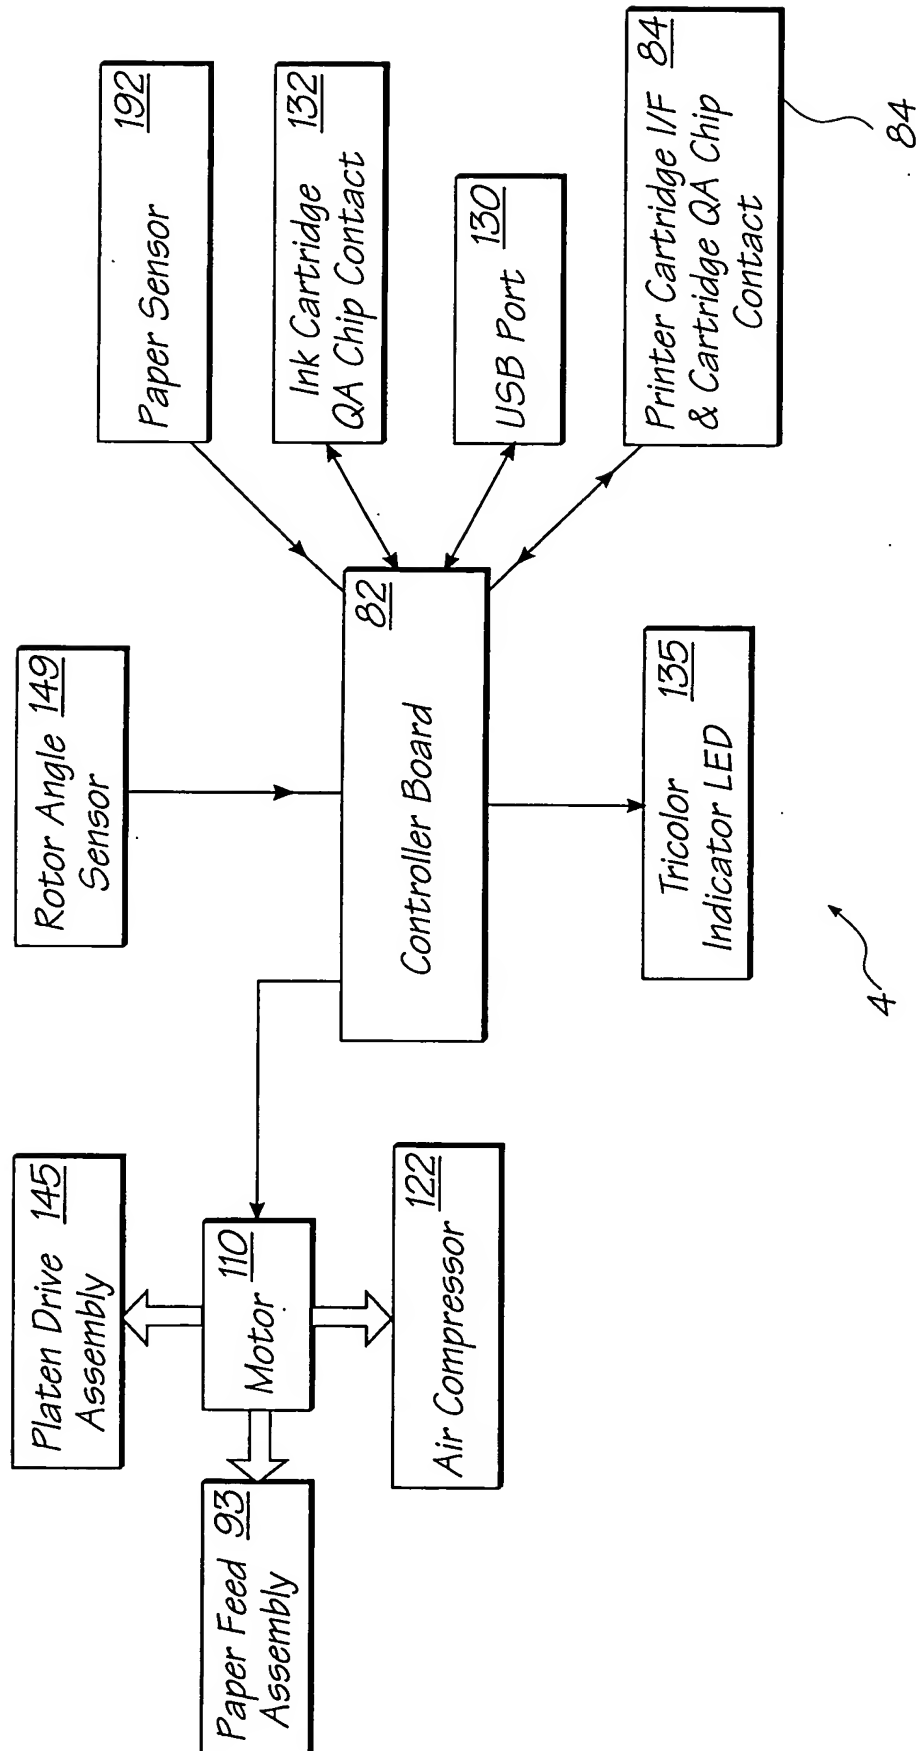 Paper Feed 93
Assembly
Platen Drive 145
Assembly
Motor 110
Air Compressor 122
Rotor Angle 149
Sensor
Controller Board 82
Tricolor 135
Indicator LED
Paper Sensor 192
Ink Cartridge 132
QA Chip Contact
USB Port 130
Printer Cartridge I/F 84
& Cartridge QA Chip
Contact
84
4